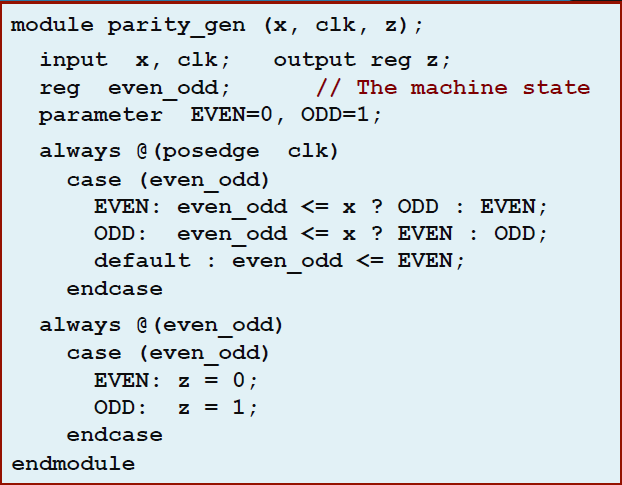 module parity_gen (x, clk, z);
input x, clk; output reg z;
reg even_odd; // The machine state
parameter EVEN=0, ODD=1;
always @(posedge clk)
case (even_odd)
EVEN: even_odd <= x ? ODD : EVEN;
ODD: even_odd <= x ? EVEN : ODD;
default : even_odd <= EVEN;
endcase
always @(even_odd)
case (even_odd)
EVEN: z = 0;
ODD: z = 1;
endcase
endmodule